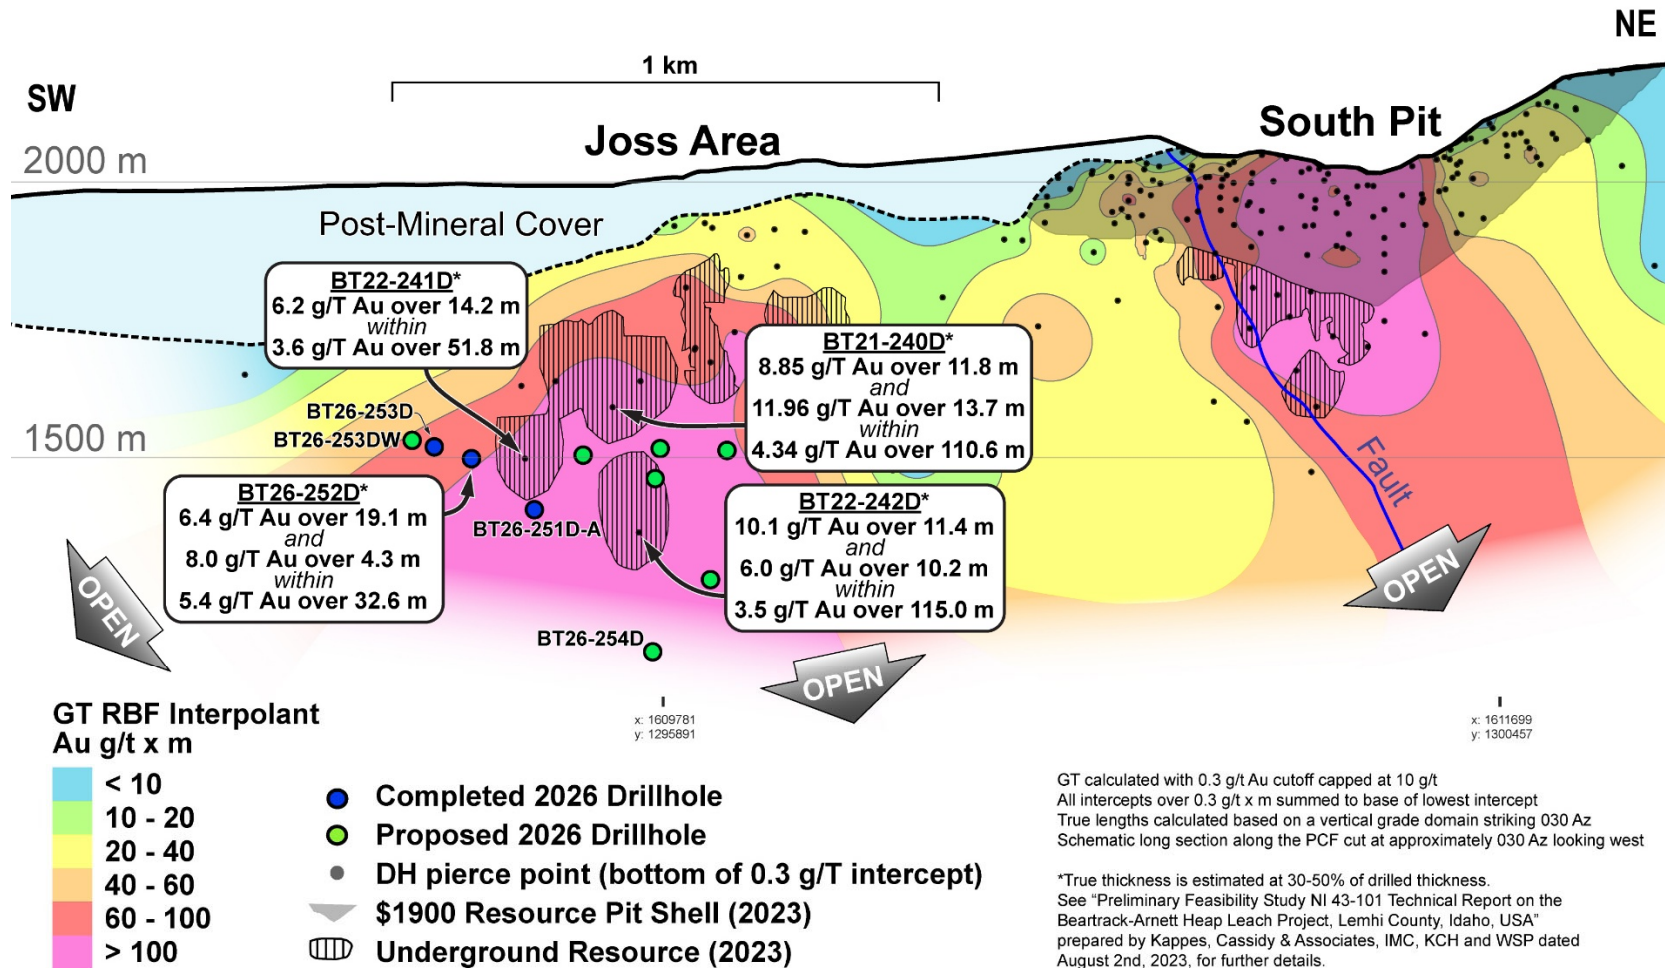 NE
1 km
SW
Joss Area
South Pit
2000 m
Post-Mineral Cover
BT22-241D*
6.2 g/T Au over 14.2 m
within
3.6 g/T Au over 51.8 m
BT21-240D*
8.85 g/T Au over 11.8 m
and
11.96 g/T Au over 13.7 m
within
4.34 g/T Au over 110.6 m
BT26-253D
BT26-253DW
1500 m
BT26-252D*
6.4 g/T Au over 19.1 m
and
8.0 g/T Au over 4.3 m
within
5.4 g/T Au over 32.6 m
BT26-251D-A
BT22-242D*
10.1 g/T Au over 11.4 m
and
6.0 g/T Au over 10.2 m
within
3.5 g/T Au over 115.0 m
Fault
OPEN
OPEN
OPEN
BT26-254D
x: 1609781
y: 1295891
x: 1611699
y: 1300457
GT RBF Interpolant
Au g/t x m
< 10
10 - 20
20 - 40
40 - 60
60 - 100
> 100
Completed 2026 Drillhole
Proposed 2026 Drillhole
DH pierce point (bottom of 0.3 g/T intercept)
$1900 Resource Pit Shell (2023)
Underground Resource (2023)
GT calculated with 0.3 g/t Au cutoff capped at 10 g/t
All intercepts over 0.3 g/t x m summed to base of lowest intercept
True lengths calculated based on a vertical grade domain striking 030 Az
Schematic long section along the PCF cut at approximately 030 Az looking west
*True thickness is estimated at 30-50% of drilled thickness.
See “Preliminary Feasibility Study NI 43-101 Technical Report on the
Beartrack-Arnett Heap Leach Project, Lemhi County, Idaho, USA”
prepared by Kappes, Cassidy & Associates, IMC, KCH and WSP dated
August 2nd, 2023, for further details.